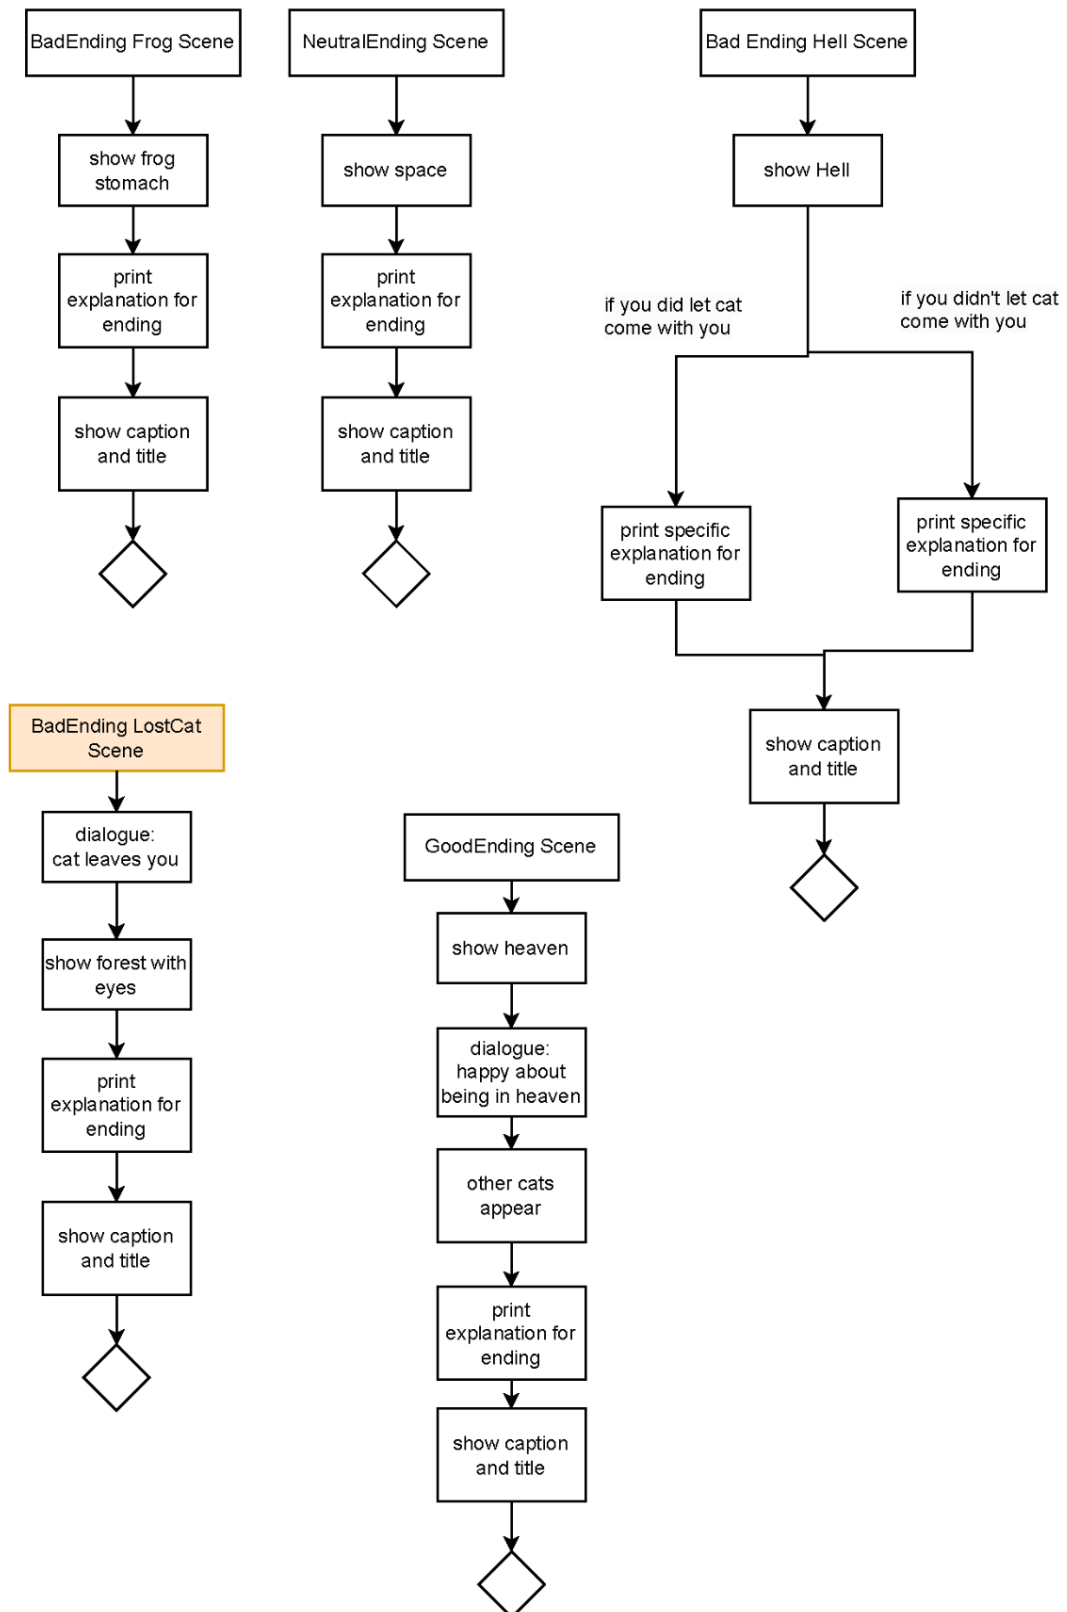 BadEnding Frog Scene
show frog
stomach
print
explanation for
ending
show caption
and title
NeutralEnding Scene
show space
print
explanation for
ending
show caption
and title
Bad Ending Hell Scene
show Hell
if you did let cat
come with you
if you didn't let cat
come with you
print specific
explanation for
ending
print specific
explanation for
ending
show caption
and title
BadEnding LostCat
Scene
dialogue:
cat leaves you
show forest with
eyes
print
explanation for
ending
show caption
and title
GoodEnding Scene
show heaven
dialogue:
happy about
being in heaven
other cats
appear
print
explanation for
ending
show caption
and title